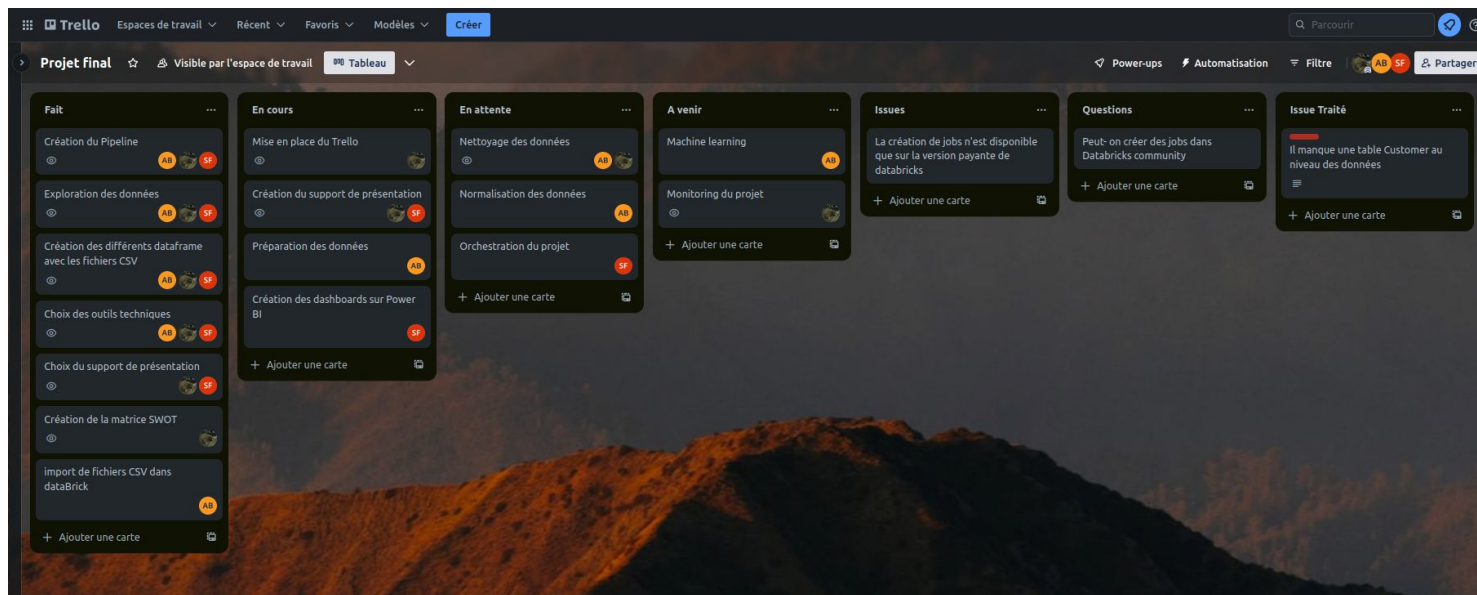 Trello Espaces de travail Récent Favoris Modèles Créer Parcourir
Projet final Visible par l'espace de travail Tableau Power-ups Automatisation Filtre AB SF Partager
Fait
Création du Pipeline
AB SF
Exploration des données
AB SF
Création des différents dataframe
avec les fichiers CSV
AB SF
Choix des outils techniques
AB SF
Choix du support de présentation
SF
Création de la matrice SWOT
import de fichiers CSV dans
dataBrick
AB
+ Ajouter une carte
En cours
Mise en place du Trello
Création du support de présentation
SF
Préparation des données
AB
Création des dashboards sur Power
BI
SF
+ Ajouter une carte
En attente
Nettoyage des données
AB
Normalisation des données
AB
Orchestration du projet
SF
+ Ajouter une carte
A venir
Machine learning
AB
Monitoring du projet
+ Ajouter une carte
Issues
La création de jobs n'est disponible
que sur la version payante de
databricks
+ Ajouter une carte
Questions
Peut- on créer des jobs dans
Databricks community
+ Ajouter une carte
Issue Traité
Il manque une table Customer au
niveau des données
+ Ajouter une carte